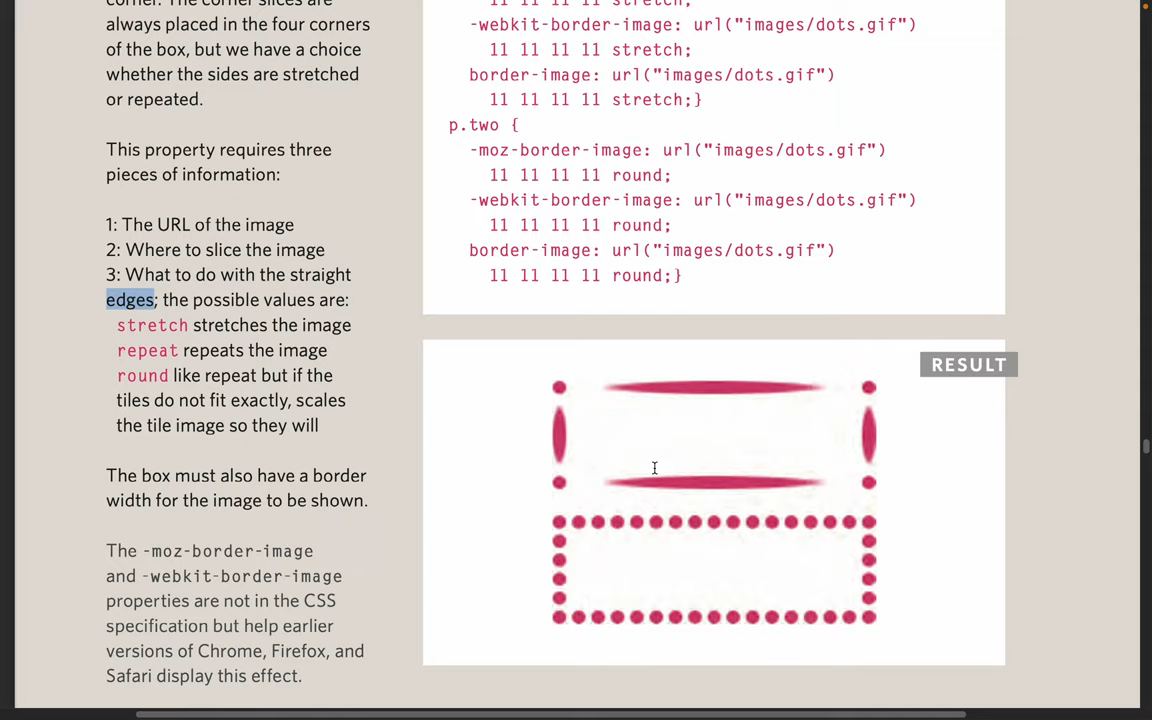 corner. The corner slices are
always placed in the four corners
of the box, but we have a choice
whether the sides are stretched
or repeated.
This property requires three
pieces of information:
1: The URL of the image
2: Where to slice the image
3: What to do with the straight
edges; the possible values are:
stretch stretches the image
repeat repeats the image
round like repeat but if the
tiles do not fit exactly, scales
the tile image so they will
The box must also have a border
width for the image to be shown.
The -moz-border-image
and -webkit-border-image
properties are not in the CSS
specification but help earlier
versions of Chrome, Firefox, and
Safari display this effect.
11 11 11 11 stretch;
-webkit-border-image: url("images/dots.gif")
11 11 11 11 stretch;
border-image: url("images/dots.gif")
11 11 11 11 stretch;}
p.two {
-moz-border-image: url("images/dots.gif")
11 11 11 11 round;
-webkit-border-image: url("images/dots.gif")
11 11 11 11 round;
border-image: url("images/dots.gif")
11 11 11 11 round;}
RESULT